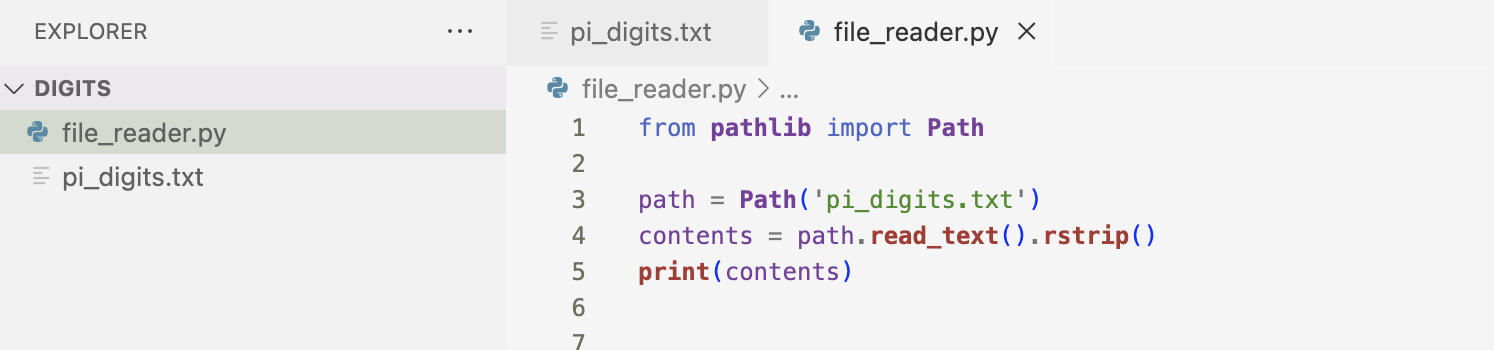 EXPLORER ...
DIGITS
file_reader.py
pi_digits.txt
pi_digits.txt file_reader.py
file_reader.py > ...
1 from pathlib import Path
2
3 path = Path('pi_digits.txt')
4 contents = path.read_text().rstrip()
5 print(contents)
6
7